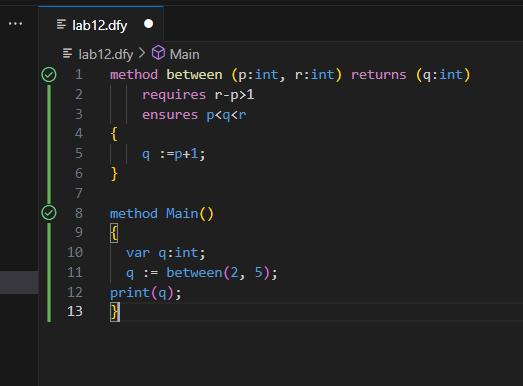 ··· lab12.dfy ●
lab12.dfy > Main
1 method between (p:int, r:int) returns (q:int)
2 requires r-p>1
3 ensures p<q<r
4 {
5 q :=p+1;
6 }
7
8 method Main()
9 {
10 var q:int;
11 q := between(2, 5);
12 print(q);
13 }